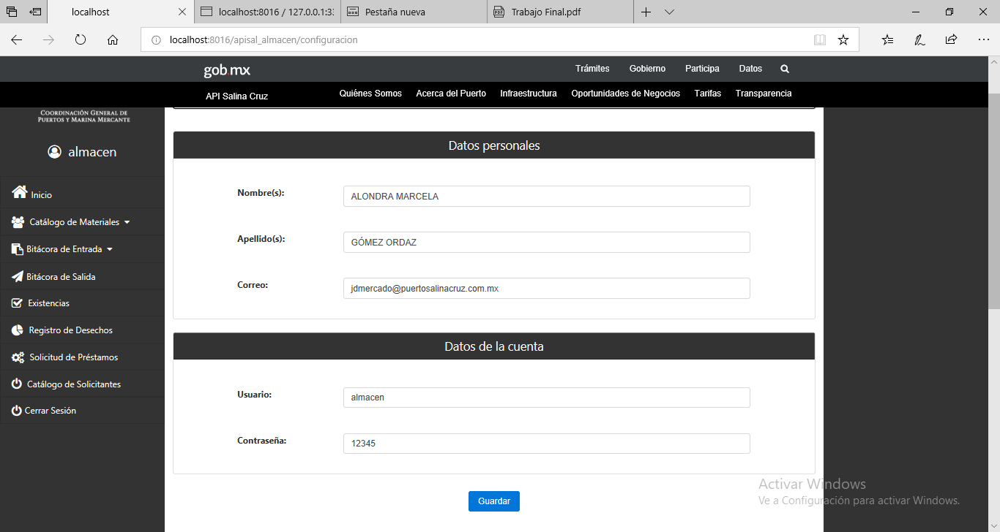 localhost
localhost:8016 / 127.0.0.1:33
Pestaña nueva
Trabajo Final.pdf
localhost:8016/apisal_almacen/configuracion
gob.mx
Trámites Gobierno Participa Datos
API Salina Cruz
Quiénes Somos Acerca del Puerto Infraestructura Oportunidades de Negocios Tarifas Transparencia
Coordinación General de
Puertos y Marina Mercante
almacen
Inicio
Catálogo de Materiales
Bitácora de Entrada
Bitácora de Salida
Existencias
Registro de Desechos
Solicitud de Préstamos
Catálogo de Solicitantes
Cerrar Sesión
Datos personales
Nombre(s): ALONDRA MARCELA
Apellido(s): GÓMEZ ORDAZ
Correo: jdmercado@puertosalinacruz.com.mx
Datos de la cuenta
Usuario: almacen
Contraseña: 12345
Guardar
Activar Windows
Ve a Configuración para activar Windows.